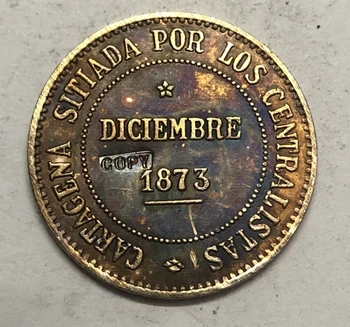 CARTAGENA SITIADA POR LOS CENTRALISTAS
DICIEMBRE
COPY
1873